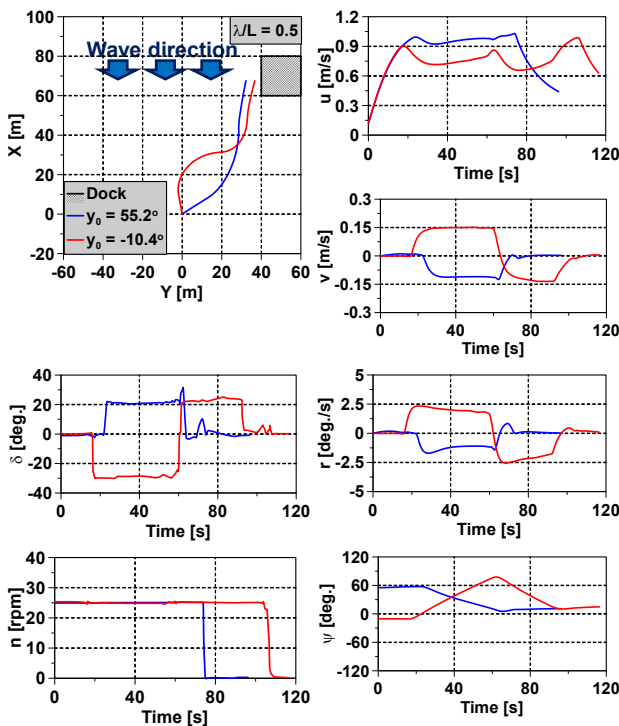 100
80
60
40
20
0
-20
X [m]
Wave direction
λ/L = 0.5
Dock
y₀ = 55.2º
y₀ = -10.4º
-60 -40 -20 0 20 40 60
Y [m]
1.2
0.9
0.6
0.3
0
u [m/s]
0 40 80 120
Time [s]
0.3
0.15
0
-0.15
-0.3
v [m/s]
0 40 80 120
Time [s]
40
20
0
-20
-40
δ [deg.]
0 40 80 120
Time [s]
5
2.5
0
-2.5
-5
r [deg./s]
0 40 80 120
Time [s]
40
30
20
10
0
n [rpm]
0 40 80 120
Time [s]
120
60
0
-60
-120
ψ [deg.]
0 40 80 120
Time [s]